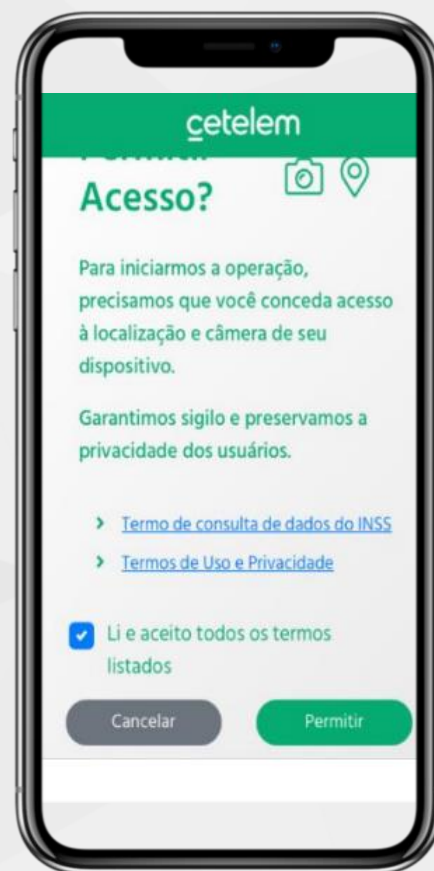 cetelem
Acesso?
Para iniciarmos a operação,
precisamos que você conceda acesso
à localização e câmera de seu
dispositivo.
Garantimos sigilo e preservamos a
privacidade dos usuários.
Termo de consulta de dados do INSS
Termos de Uso e Privacidade
Li e aceito todos os termos
listados
Cancelar
Permitir